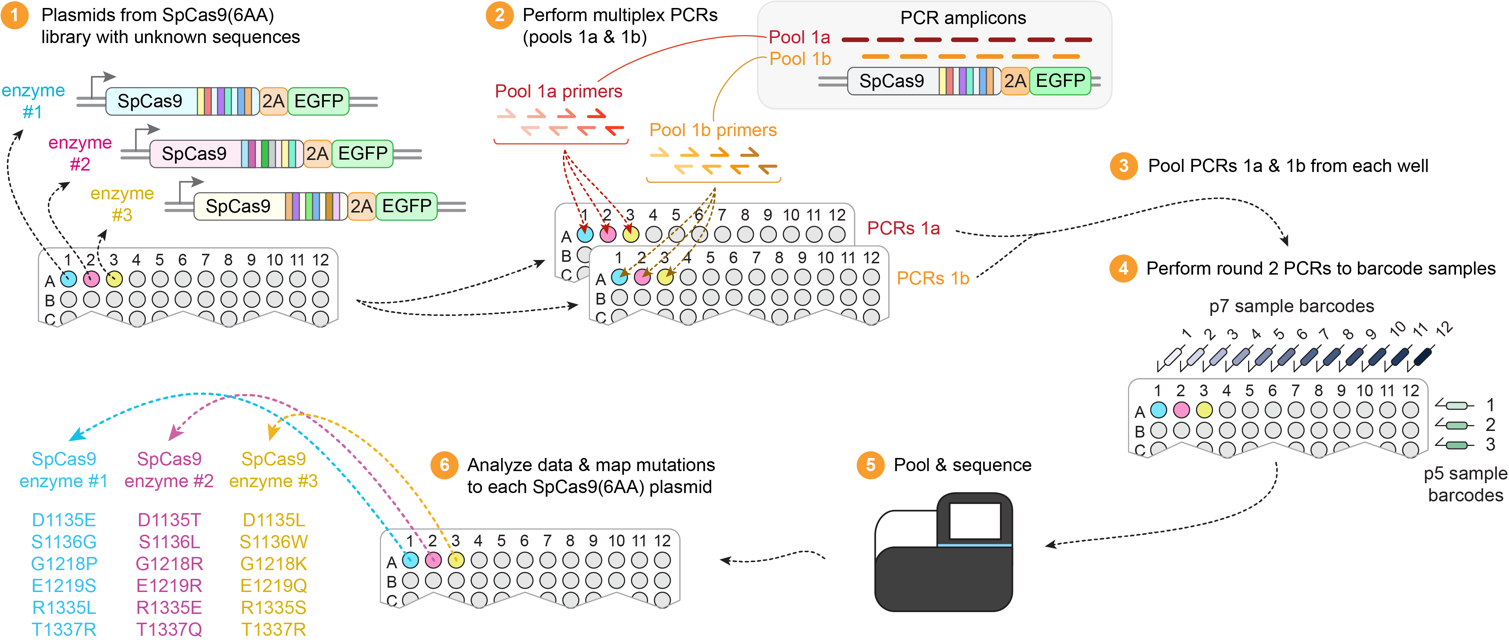 1 Plasmids from SpCas9(6AA)
library with unknown sequences
enzyme
#1
SpCas9 2A EGFP
enzyme
#2
SpCas9 2A EGFP
enzyme
#3
SpCas9 2A EGFP
1 2 3 4 5 6 7 8 9 10 11 12
A
B
C
2 Perform multiplex PCRs
(pools 1a & 1b)
PCR amplicons
Pool 1a
Pool 1b
SpCas9 2A EGFP
Pool 1a primers
Pool 1b primers
1 2 3 4 5 6 7 8 9 10 11 12
A
B
C
PCRs 1a
1 2 3 4 5 6 7 8 9 10 11 12
A
B
C
PCRs 1b
3 Pool PCRs 1a & 1b from each well
4 Perform round 2 PCRs to barcode samples
p7 sample barcodes
1 2 3 4 5 6 7 8 9 10 11 12
1 2 3 4 5 6 7 8 9 10 11 12
A
B
C
1
2
3
p5 sample
barcodes
5 Pool & sequence
6 Analyze data & map mutations
to each SpCas9(6AA) plasmid
1 2 3 4 5 6 7 8 9 10 11 12
A
B
C
SpCas9
enzyme #1
D1135E
S1136G
G1218P
E1219S
R1335L
T1337R
SpCas9
enzyme #2
D1135T
S1136L
G1218R
E1219R
R1335E
T1337Q
SpCas9
enzyme #3
D1135L
S1136W
G1218K
E1219Q
R1335S
T1337R